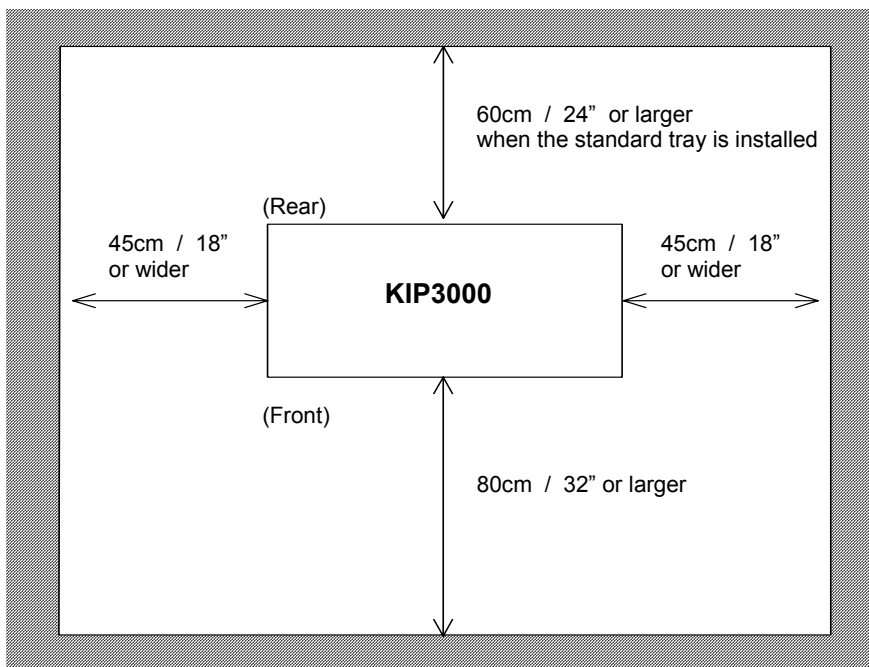 60cm / 24” or larger
when the standard tray is installed
(Rear)
45cm / 18”
or wider
45cm / 18”
or wider
KIP3000
(Front)
80cm / 32” or larger